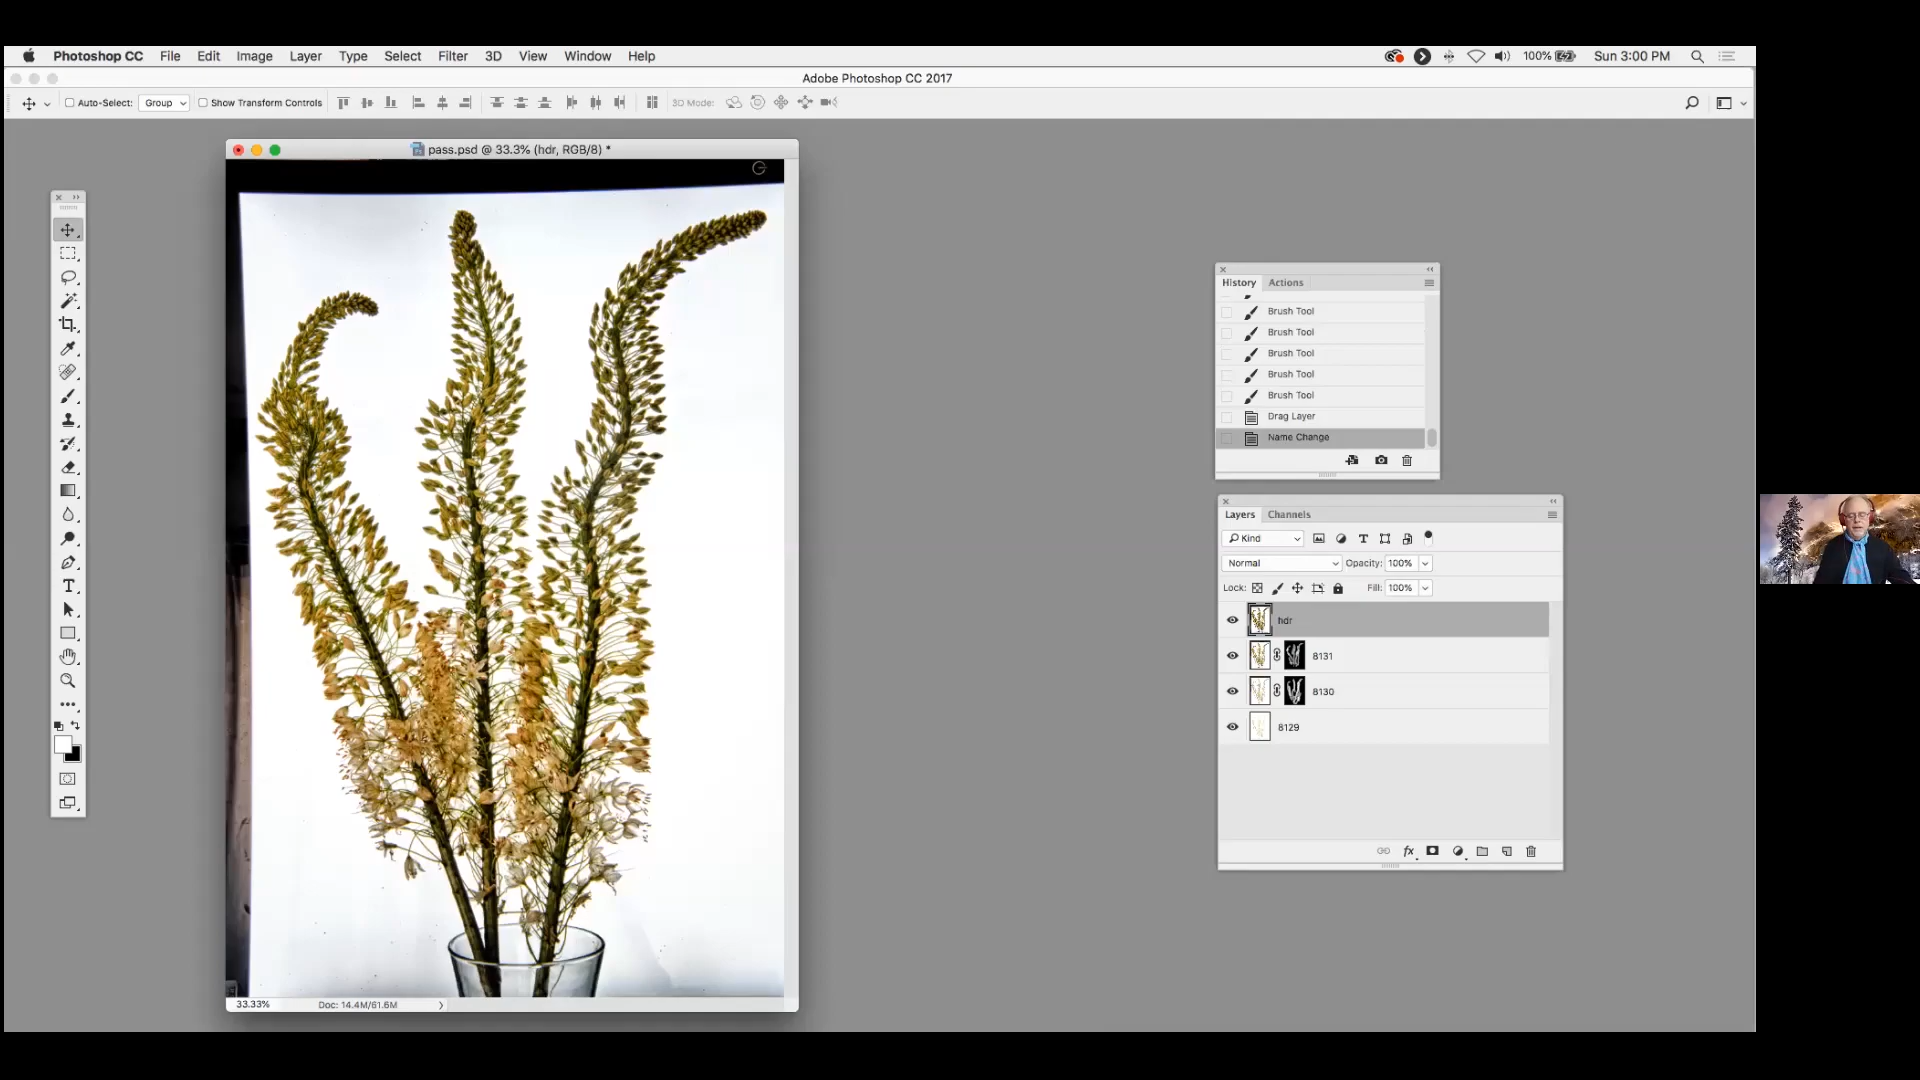 Photoshop CC File Edit Image Layer Type Select Filter 3D View Window Help 100% Sun 3:00 PM
Adobe Photoshop CC 2017
Auto-Select: Group Show Transform Controls 3D Mode:
pass.psd @ 33.3% (hdr, RGB/8) *
33.33% Doc: 14.4M/61.6M
History Actions
Brush Tool
Brush Tool
Brush Tool
Brush Tool
Brush Tool
Drag Layer
Name Change
Layers Channels
Kind
Normal Opacity: 100%
Lock: Fill: 100%
hdr
8131
8130
8129